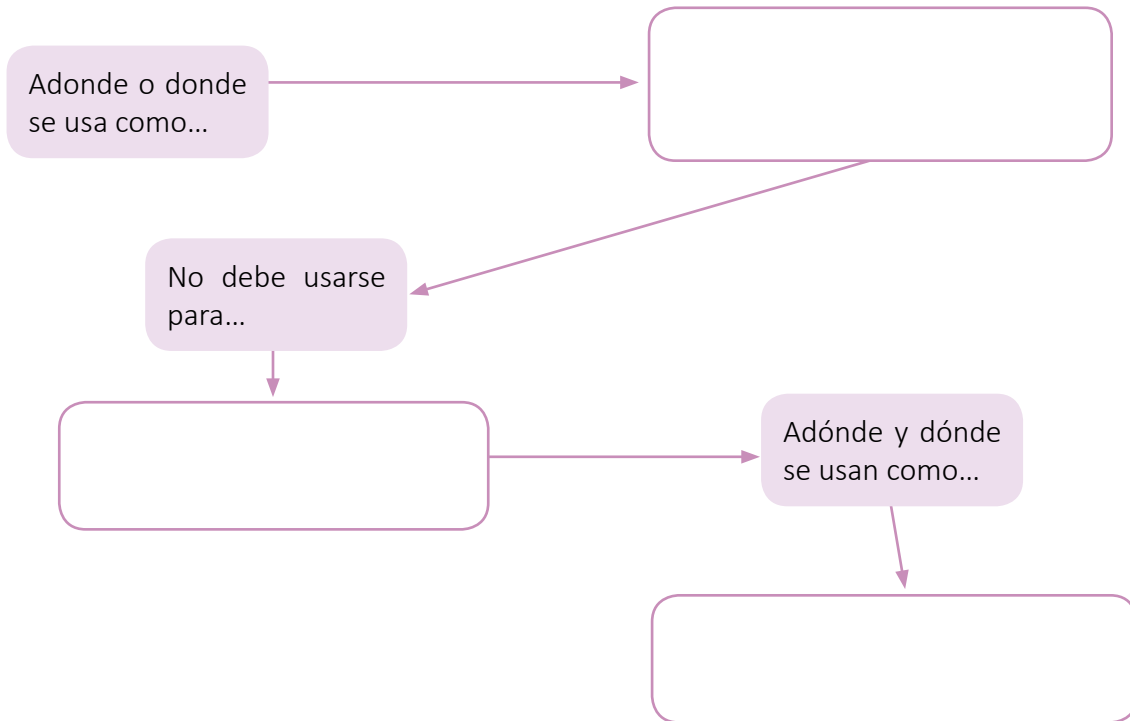 Adonde o donde
se usa como...
No debe usarse
para...
Adónde y dónde
se usan como...